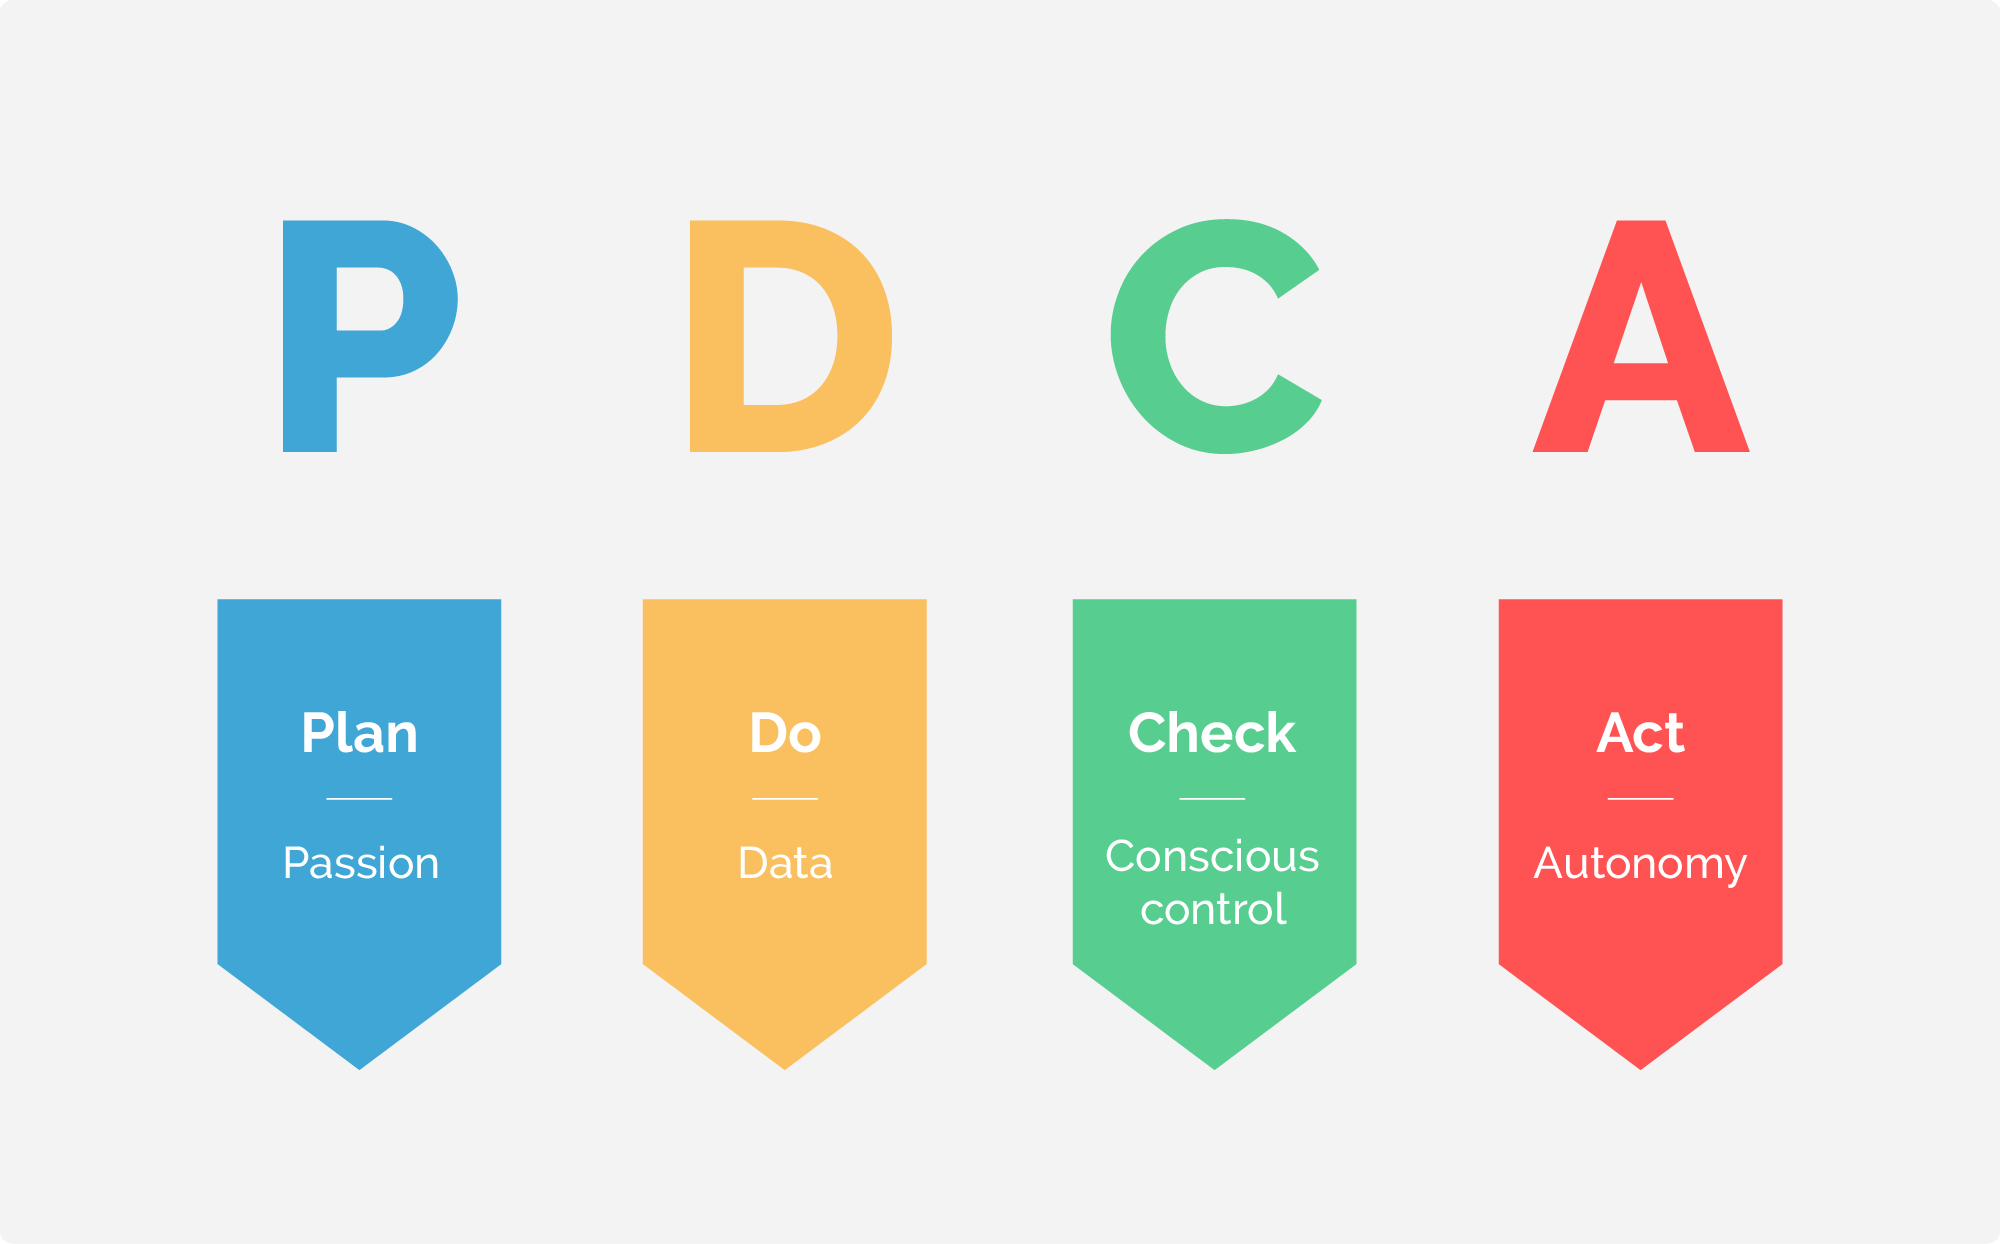 P D C A
Plan
Passion
Do
Data
Check
Conscious
control
Act
Autonomy